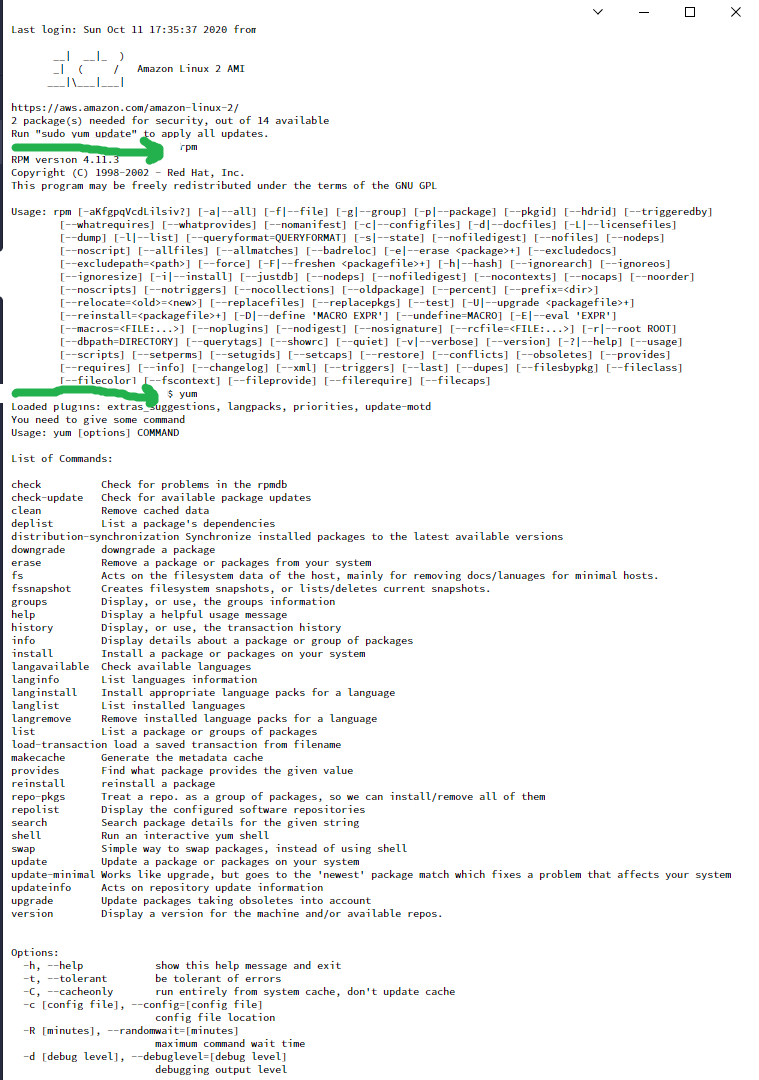 Last login: Sun Oct 11 17:35:37 2020 from
       __|  __|_  )
       _|  (     /   Amazon Linux 2 AMI
      ___|\___|___|
https://aws.amazon.com/amazon-linux-2/
2 package(s) needed for security, out of 14 available
Run "sudo yum update" to apply all updates.
rpm
RPM version 4.11.3
Copyright (C) 1998-2002 - Red Hat, Inc.
This program may be freely redistributed under the terms of the GNU GPL
Usage: rpm [-aKfgpqVcdLilsiv?] [-a|--all] [-f|--file] [-g|--group] [-p|--package] [--pkgid] [--hdrid] [--triggeredby]
        [--whatrequires] [--whatprovides] [--nomanifest] [-c|--configfiles] [-d|--docfiles] [-L|--licensefiles]
        [--dump] [-l|--list] [--queryformat=QUERYFORMAT] [-s|--state] [--nofiledigest] [--nofiles] [--nodeps]
        [--noscript] [--allfiles] [--allmatches] [--badreloc] [-e|--erase <package>+] [--excludedocs]
        [--excludepath=<path>] [--force] [-F|--freshen <packagefile>+] [-h|--hash] [--ignorearch] [--ignoreos]
        [--ignoresize] [-i|--install] [--justdb] [--nodeps] [--nofiledigest] [--nocontexts] [--nocaps] [--noorder]
        [--noscripts] [--notriggers] [--nocollections] [--oldpackage] [--percent] [--prefix=<dir>]
        [--relocate=<old>=<new>] [--replacefiles] [--replacepkgs] [--test] [-U|--upgrade <packagefile>+]
        [--reinstall=<packagefile>+] [-D|--define 'MACRO EXPR'] [--undefine=MACRO] [-E|--eval 'EXPR']
        [--macros=<FILE:...>] [--noplugins] [--nodigest] [--nosignature] [--rcfile=<FILE:...>] [-r|--root ROOT]
        [--dbpath=DIRECTORY] [--querytags] [--showrc] [--quiet] [-v|--verbose] [--version] [-?|--help] [--usage]
        [--scripts] [--setperms] [--setugids] [--setcaps] [--restore] [--conflicts] [--obsoletes] [--provides]
        [--requires] [--info] [--changelog] [--xml] [--triggers] [--last] [--dupes] [--filesbypkg] [--fileclass]
        [--filecolor] [--fscontext] [--fileprovide] [--filerequire] [--filecaps]
$ yum
Loaded plugins: extras_suggestions, langpacks, priorities, update-motd
You need to give some command
Usage: yum [options] COMMAND
List of Commands:
check          Check for problems in the rpmdb
check-update   Check for available package updates
clean          Remove cached data
deplist        List a package's dependencies
distribution-synchronization Synchronize installed packages to the latest available versions
downgrade      downgrade a package
erase          Remove a package or packages from your system
fs             Acts on the filesystem data of the host, mainly for removing docs/lanuages for minimal hosts.
fssnapshot     Creates filesystem snapshots, or lists/deletes current snapshots.
groups         Display, or use, the groups information
help           Display a helpful usage message
history        Display, or use, the transaction history
info           Display details about a package or group of packages
install        Install a package or packages on your system
langavailable  Check available languages
langinfo       List languages information
langinstall    Install appropriate language packs for a language
langlist       List installed languages
langremove     Remove installed language packs for a language
list           List a package or groups of packages
load-transaction load a saved transaction from filename
makecache      Generate the metadata cache
provides       Find what package provides the given value
reinstall      reinstall a package
repo-pkgs      Treat a repo. as a group of packages, so we can install/remove all of them
repolist       Display the configured software repositories
search         Search package details for the given string
shell          Run an interactive yum shell
swap           Simple way to swap packages, instead of using shell
update         Update a package or packages on your system
update-minimal Works like upgrade, but goes to the 'newest' package match which fixes a problem that affects your system
updateinfo     Acts on repository update information
upgrade        Update packages taking obsoletes into account
version        Display a version for the machine and/or available repos.
Options:
  -h, --help            show this help message and exit
  -t, --tolerant        be tolerant of errors
  -C, --cacheonly       run entirely from system cache, don't update cache
  -c [config file], --config=[config file]
                        config file location
  -R [minutes], --randomwait=[minutes]
                        maximum command wait time
  -d [debug level], --debuglevel=[debug level]
                        debugging output level